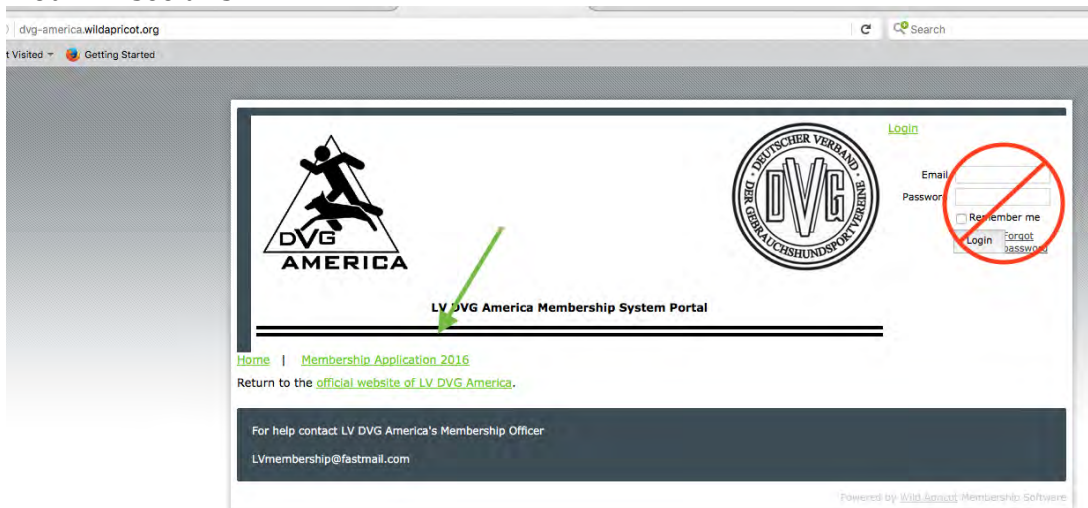 dvg-america.wildapricot.org
Search
t Visited
Getting Started
Login
DEUTSCHER VERBAND
DER GEBRAUCHSHUNDSPORTVEREINE
DVG
Email
Password
Remember me
Login
Forgot
password
DVG
AMERICA
LV DVG America Membership System Portal
Home | Membership Application 2016
Return to the official website of LV DVG America.
For help contact LV DVG America's Membership Officer
LVmembership@fastmail.com
Powered by Wild Apricot Membership Software